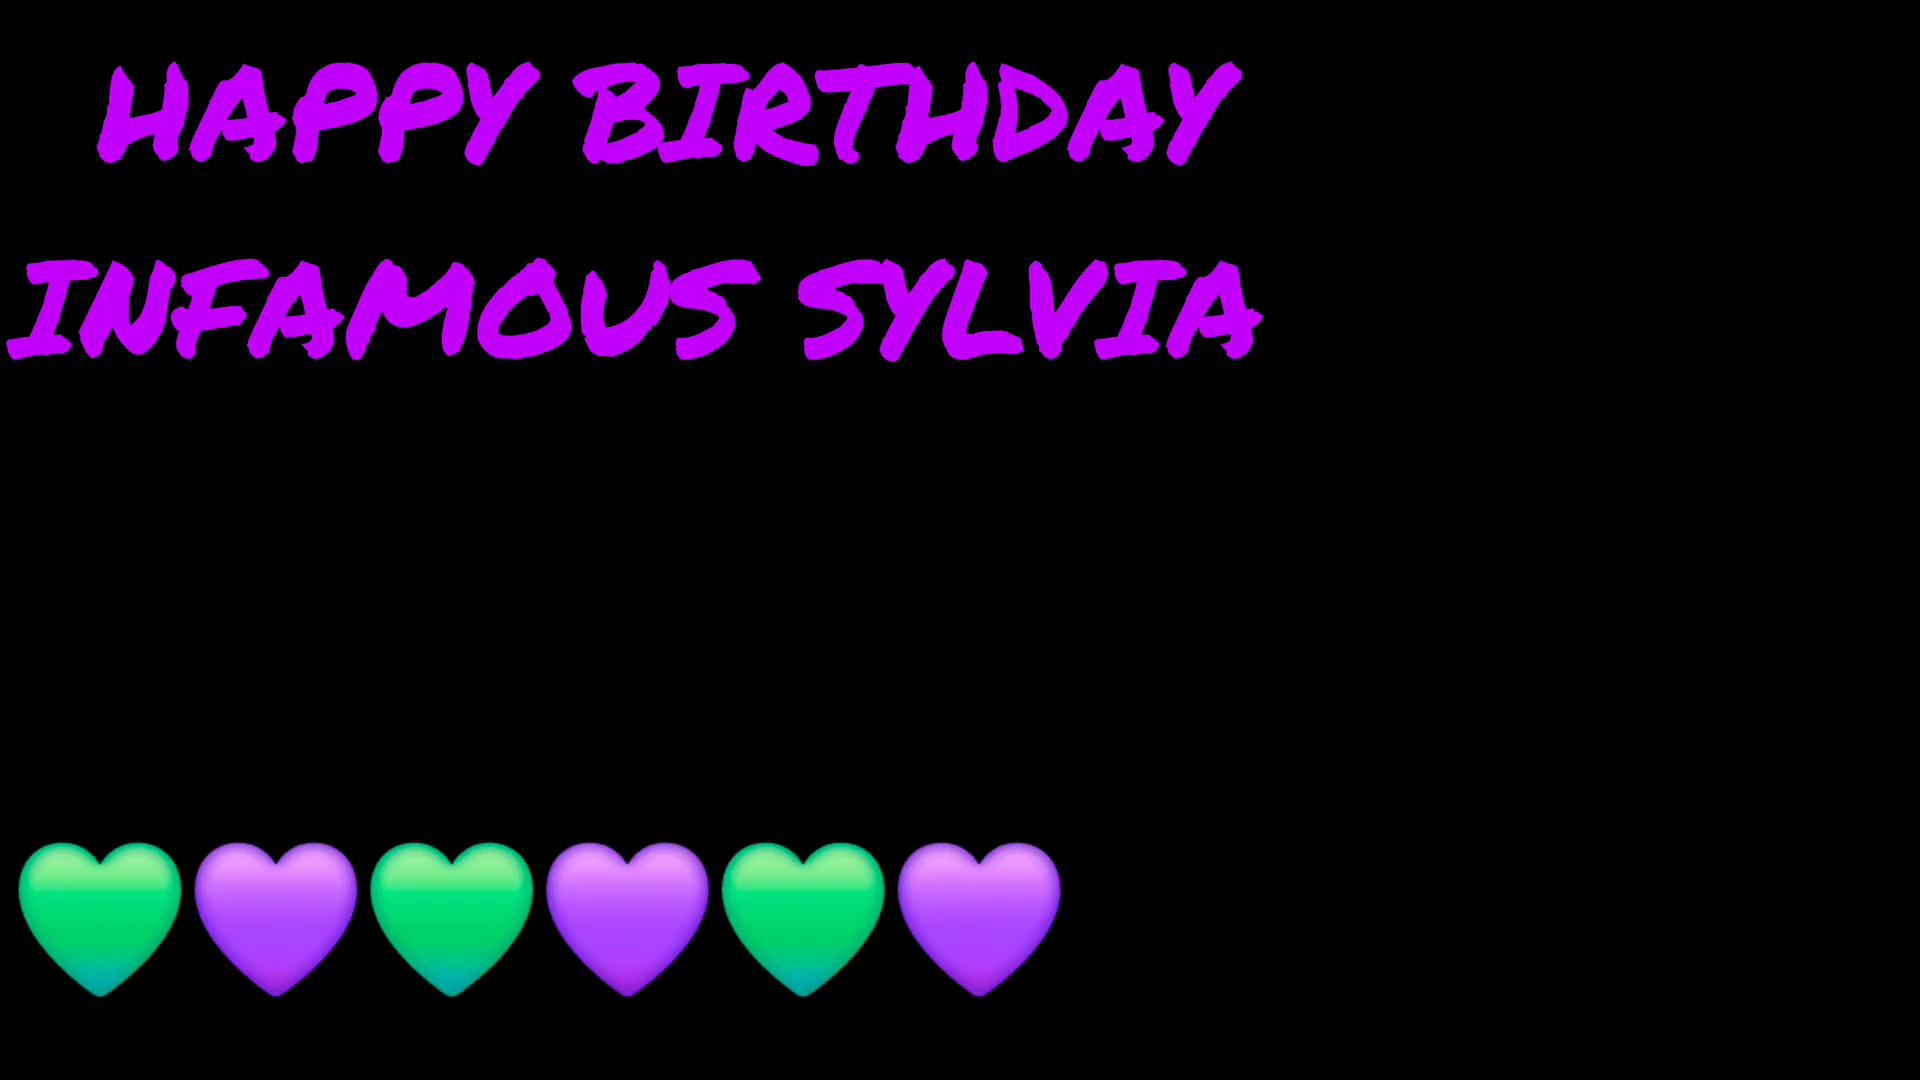 HAPPY BIRTHDAY
INFAMOUS SYLVIA
💚💜💚💜💚💜